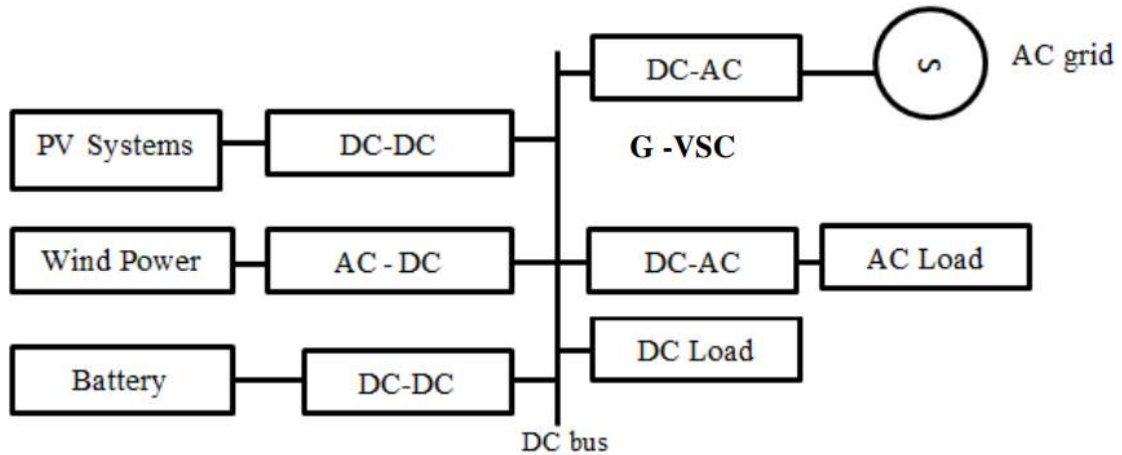 DC-AC
AC grid
PV Systems
DC-DC
G -VSC
Wind Power
AC - DC
DC-AC
AC Load
Battery
DC-DC
DC Load
DC bus